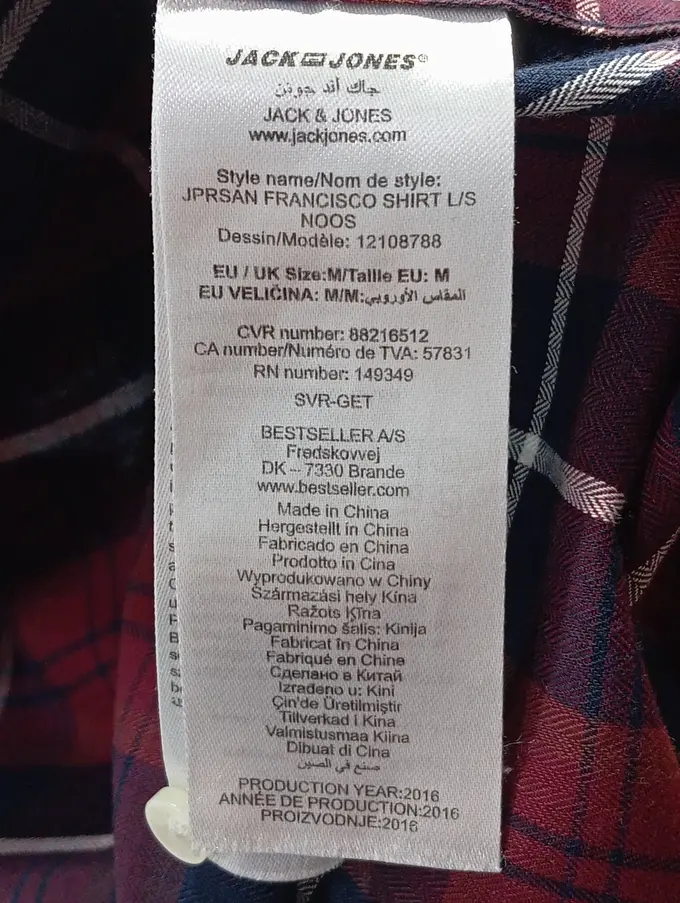 JACK & JONES®
جاك أند جونز
JACK & JONES
www.jackjones.com
Style name/Nom de style:
JPRSAN FRANCISCO SHIRT L/S
NOOS
Dessin/Modèle: 12108788
EU / UK Size:M/Taille EU: M
EU VELIČINA: M/M:المقاس الأوروبي
CVR number: 88216512
CA number/Numéro de TVA: 57831
RN number: 149349
SVR-GET
BESTSELLER A/S
Fredskovvej
DK – 7330 Brande
www.bestseller.com
Made in China
Hergestellt in China
Fabricado en China
Prodotto in Cina
Wyprodukowano w Chiny
Származási hely Kína
Ražots Ķīna
Pagaminimo šalis: Kinija
Fabricat în China
Fabriqué en Chine
Сделано в Китай
Izrađeno u: Kini
Çin'de Üretilmiştir
Tillverkad i Kina
Valmistusmaa Kiina
Dibuat di Cina
صنع في الصين
PRODUCTION YEAR:2016
ANNÉE DE PRODUCTION:2016
PROIZVODNJE:2016